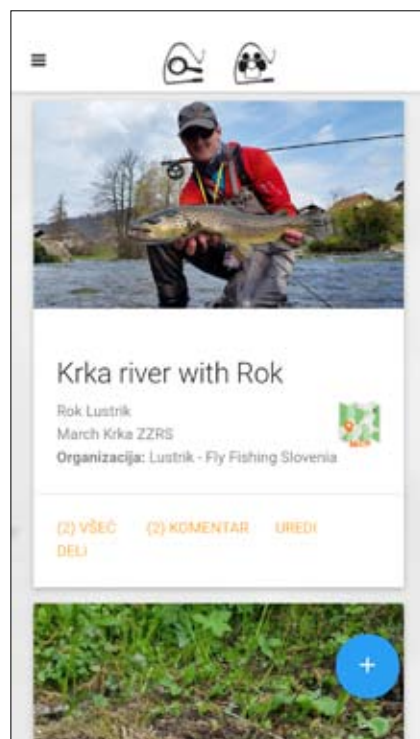 Krka river with Rok
Rok Lustrik
March Krka ZZRS
Organizacija: Lustrik - Fly Fishing Slovenia
(2) VŠEČ (2) KOMENTAR UREDI
DELI
+